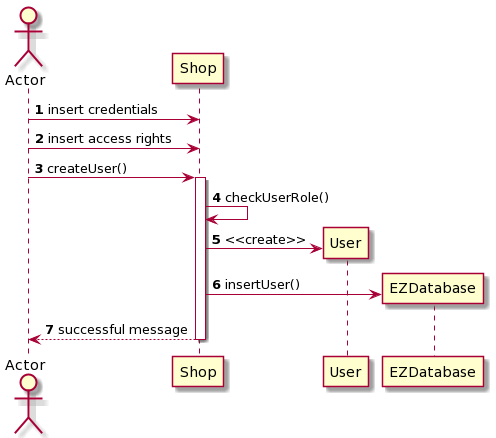 Actor
Shop
1 insert credentials
2 insert access rights
3 createUser()
4 checkUserRole()
5 <<create>>
User
6 insertUser()
EZDatabase
7 successful message
Actor
Shop
User
EZDatabase